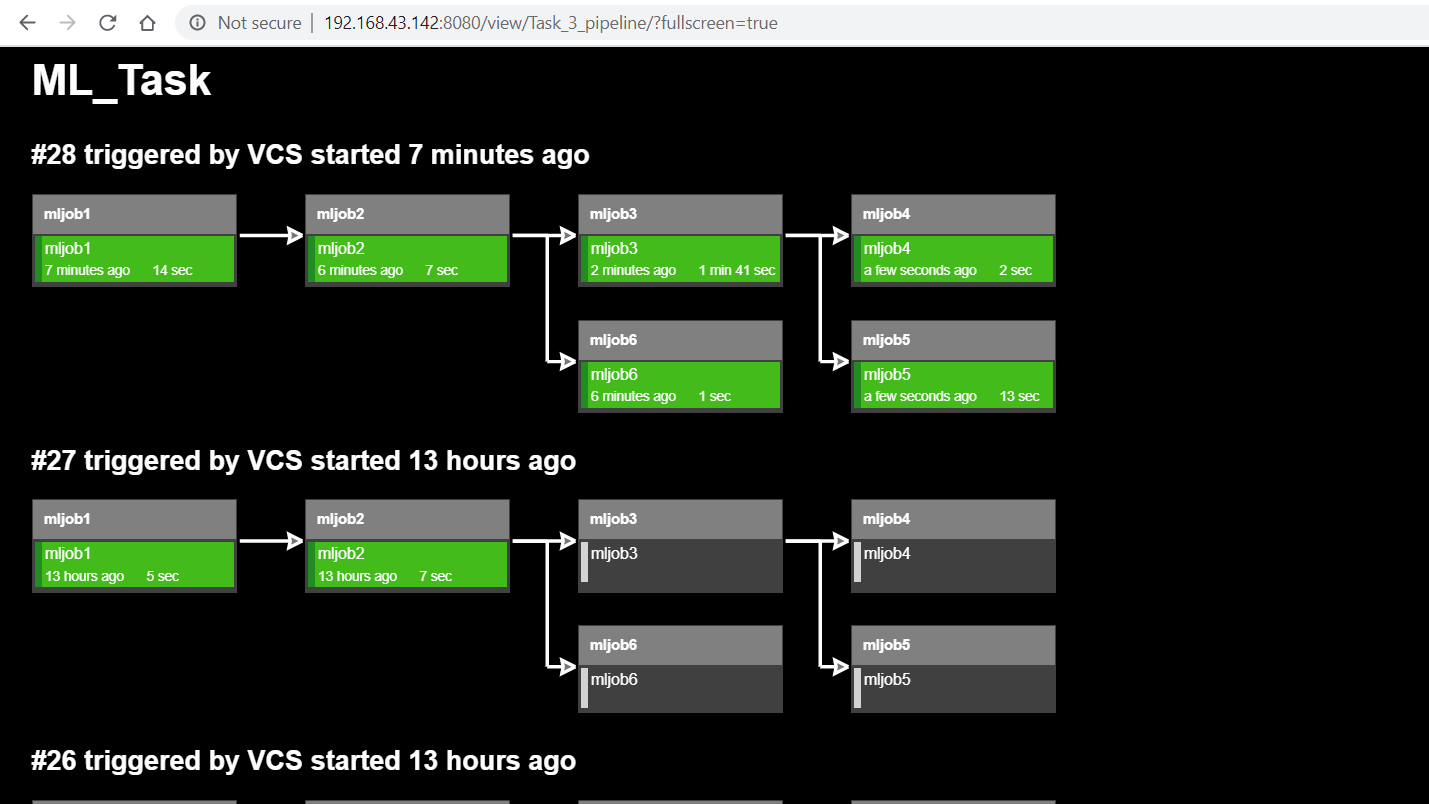 Not secure | 192.168.43.142:8080/view/Task_3_pipeline/?fullscreen=true
ML_Task
#28 triggered by VCS started 7 minutes ago
mljob1
mljob1
7 minutes ago 14 sec
mljob2
mljob2
6 minutes ago 7 sec
mljob3
mljob3
2 minutes ago 1 min 41 sec
mljob4
mljob4
a few seconds ago 2 sec
mljob6
mljob6
6 minutes ago 1 sec
mljob5
mljob5
a few seconds ago 13 sec
#27 triggered by VCS started 13 hours ago
mljob1
mljob1
13 hours ago 5 sec
mljob2
mljob2
13 hours ago 7 sec
mljob3
mljob3
mljob4
mljob4
mljob6
mljob6
mljob5
mljob5
#26 triggered by VCS started 13 hours ago